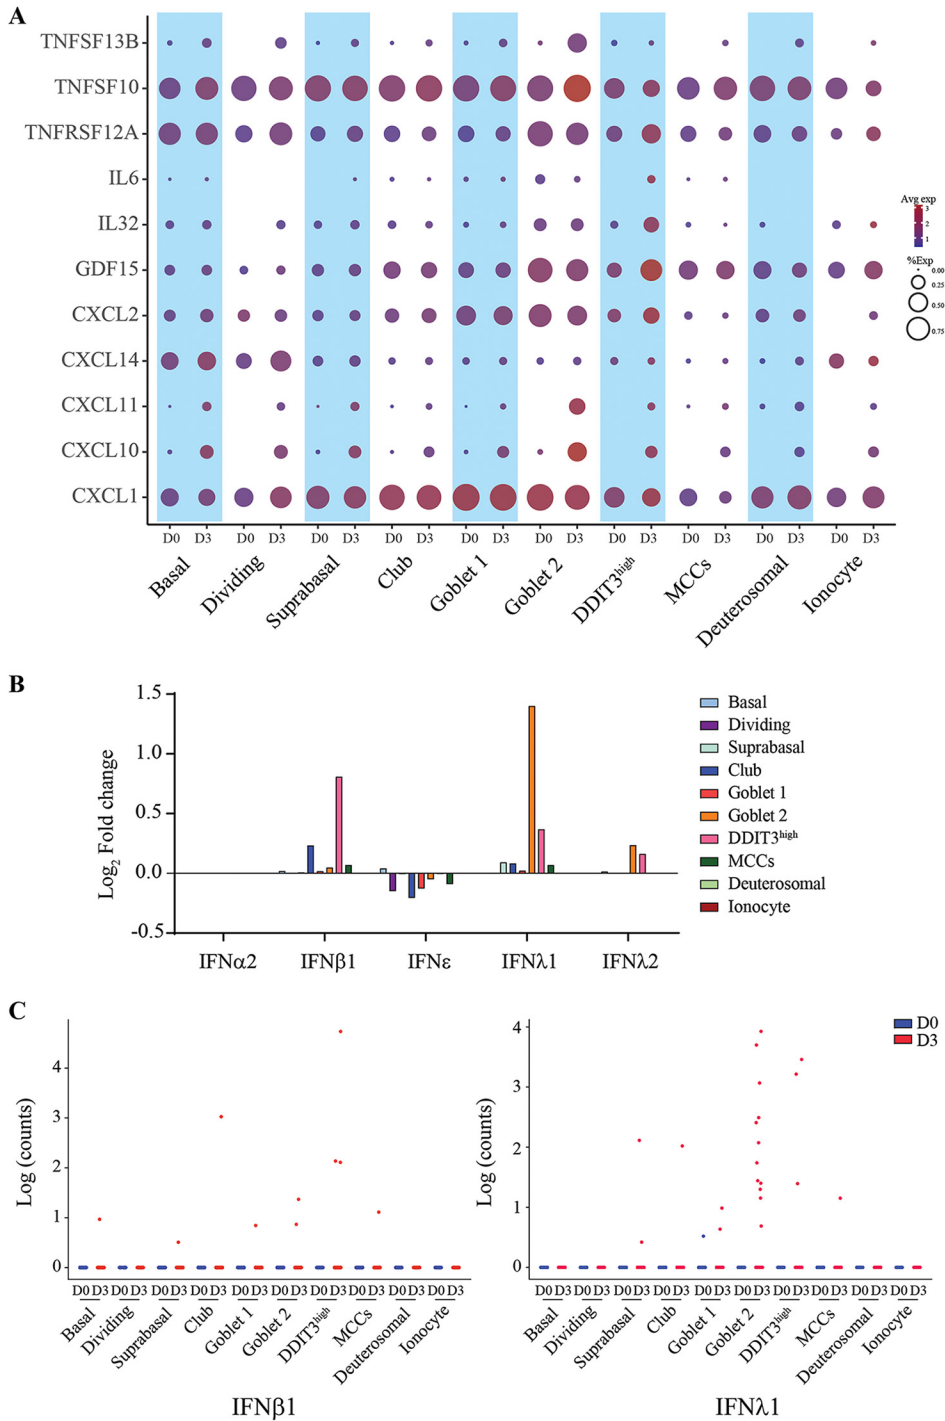 A
TNFSF13B
TNFSF10
TNFRSF12A
IL6
IL32
GDF15
CXCL2
CXCL14
CXCL11
CXCL10
CXCL1
Avg exp
3
2
1
%Exp
0.00
0.25
0.50
0.75
D0 D3 D0 D3 D0 D3 D0 D3 D0 D3 D0 D3 D0 D3 D0 D3 D0 D3 D0 D3
Basal
Dividing
Suprabasal
Club
Goblet 1
Goblet 2
DDIT3high
MCCs
Deuterosomal
Ionocyte
B
Log2 Fold change
1.5
1.0
0.5
0.0
-0.5
IFNα2 IFNβ1 IFNε IFNλ1 IFNλ2
Basal
Dividing
Suprabasal
Club
Goblet 1
Goblet 2
DDIT3high
MCCs
Deuterosomal
Ionocyte
C
Log (counts)
4
3
2
1
0
D0 D3 D0 D3 D0 D3 D0 D3 D0 D3 D0 D3 D0 D3 D0 D3 D0 D3 D0 D3
Basal
Dividing
Suprabasal
Club
Goblet 1
Goblet 2
DDIT3high
MCCs
Deuterosomal
Ionocyte
IFNβ1
Log (counts)
4
3
2
1
0
D0 D3 D0 D3 D0 D3 D0 D3 D0 D3 D0 D3 D0 D3 D0 D3 D0 D3 D0 D3
Basal
Dividing
Suprabasal
Club
Goblet 1
Goblet 2
DDIT3high
MCCs
Deuterosomal
Ionocyte
IFNλ1
D0
D3